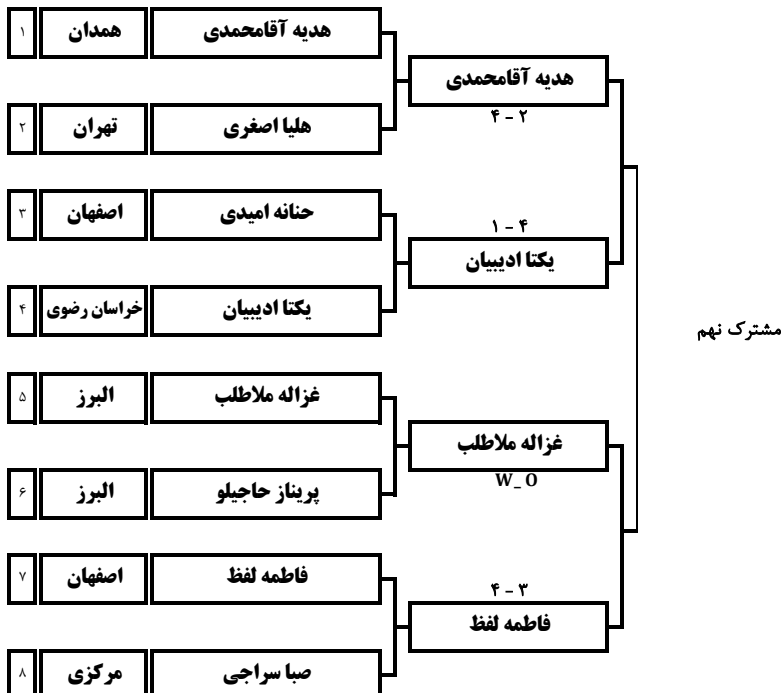 ۱ همدان هدیه آقامحمدی
هدیه آقامحمدی
۴ - ۲
۲ تهران هلیا اصغری
۳ اصفهان حنانه امیدی
۱ - ۴
یکتا ادیبیان
۴ خراسان رضوی یکتا ادیبیان
مشترک نهم
۵ البرز غزاله ملاطلب
غزاله ملاطلب
W_0
۶ البرز پریناز حاجیلو
۷ اصفهان فاطمه لفظ
۴ - ۳
فاطمه لفظ
۸ مرکزی صبا سراجی